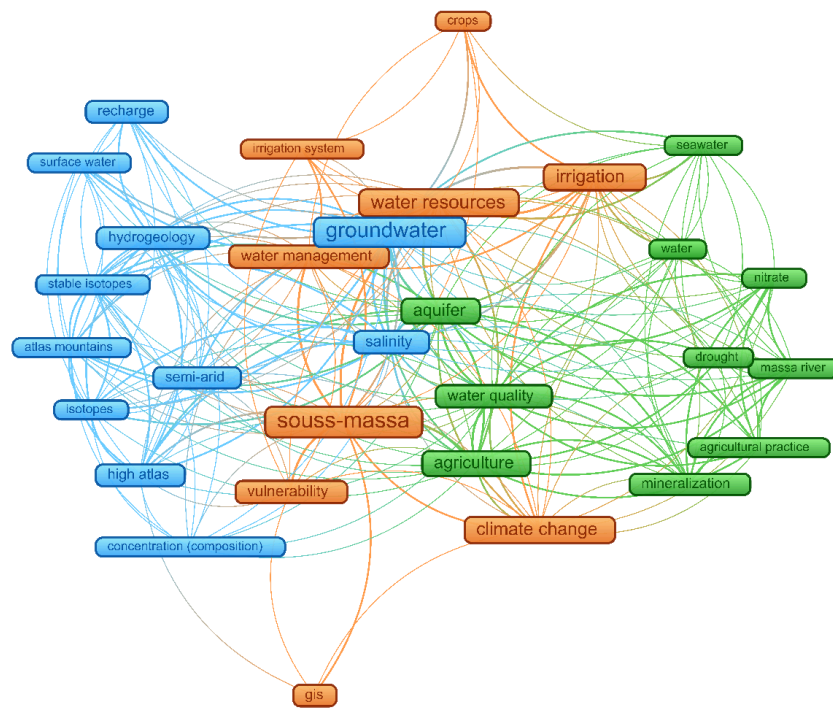 crops
recharge
irrigation system
seawater
surface water
irrigation
water resources
groundwater
hydrogeology
water management
water
stable isotopes
nitrate
aquifer
atlas mountains
salinity
drought
massa river
semi-arid
water quality
isotopes
souss-massa
agricultural practice
agriculture
high atlas
mineralization
vulnerability
climate change
concentration (composition)
gis